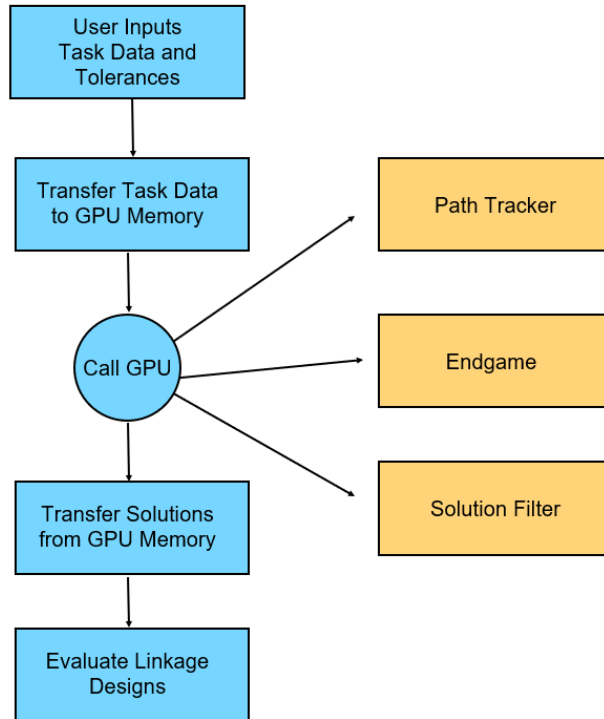 User Inputs
Task Data and
Tolerances
Transfer Task Data
to GPU Memory
Path Tracker
Call GPU
Endgame
Transfer Solutions
from GPU Memory
Solution Filter
Evaluate Linkage
Designs